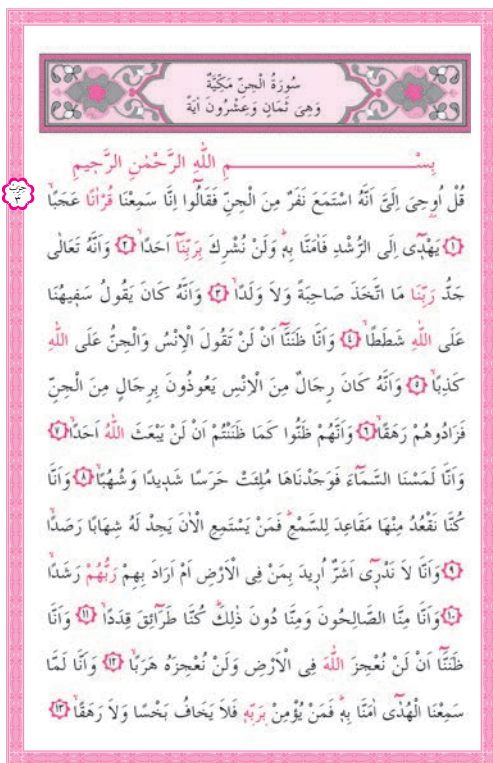 سُورَةُ الْجِنِّ مَكِّيَّةٌ
وَهِىَ ثَمَانٍ وَعِشْرُونَ اٰيَةً
بِسْمِ اللّٰهِ الرَّحْمٰنِ الرَّحٖيمِ
حزب ٣
قُلْ اُوحِىَ اِلَىَّ اَنَّهُ اسْتَمَعَ نَفَرٌ مِنَ الْجِنِّ فَقَالُٓوا اِنَّا سَمِعْنَا قُرْاٰنًا عَجَبًاۙ
﴿١﴾ يَهْدٖٓى اِلَى الرُّشْدِ فَاٰمَنَّا بِهٖؕ وَلَنْ نُشْرِكَ بِرَبِّنَٓا اَحَدًاۙ ﴿٢﴾ وَاَنَّهُ تَعَالٰى
جَدُّ رَبِّنَا مَا اتَّخَذَ صَاحِبَةً وَلَا وَلَدًاۙ ﴿٣﴾ وَاَنَّهُ كَانَ يَقُولُ سَفٖيهُنَا
عَلَى اللّٰهِ شَطَطًاۙ ﴿٤﴾ وَاَنَّا ظَنَنَّٓا اَنْ لَنْ تَقُولَ الْاِنْسُ وَالْجِنُّ عَلَى اللّٰهِ
كَذِبًاۙ ﴿٥﴾ وَاَنَّهُ كَانَ رِجَالٌ مِنَ الْاِنْسِ يَعُوذُونَ بِرِجَالٍ مِنَ الْجِنِّ
فَزَادُوهُمْ رَهَقًاۙ ﴿٦﴾ وَاَنَّهُمْ ظَنُّوا كَمَا ظَنَنْتُمْ اَنْ لَنْ يَبْعَثَ اللّٰهُ اَحَدًاۙ ﴿٧﴾
وَاَنَّا لَمَسْنَا السَّمَٓاءَ فَوَجَدْنَاهَا مُلِئَتْ حَرَسًا شَدٖيدًا وَشُهُبًاۙ ﴿٨﴾ وَاَنَّا
كُنَّا نَقْعُدُ مِنْهَا مَقَاعِدَ لِلسَّمْعِؕ فَمَنْ يَسْتَمِعِ الْاٰنَ يَجِدْ لَهُ شِهَابًا رَصَدًاۙ
﴿٩﴾ وَاَنَّا لَا نَدْرٖٓى اَشَرٌّ اُرٖيدَ بِمَنْ فِى الْاَرْضِ اَمْ اَرَادَ بِهِمْ رَبُّهُمْ رَشَدًاۙ
﴿١٠﴾ وَاَنَّا مِنَّا الصَّالِحُونَ وَمِنَّا دُونَ ذٰلِكَؕ كُنَّا طَرَٓائِقَ قِدَدًاۙ ﴿١١﴾ وَاَنَّا
ظَنَنَّٓا اَنْ لَنْ نُعْجِزَ اللّٰهَ فِى الْاَرْضِ وَلَنْ نُعْجِزَهُ هَرَبًاۙ ﴿١٢﴾ وَاَنَّا لَمَّا
سَمِعْنَا الْهُدٰٓى اٰمَنَّا بِهٖؕ فَمَنْ يُؤْمِنْ بِرَبِّهٖ فَلَا يَخَافُ بَخْسًا وَلَا رَهَقًاۙ ﴿١٣﴾